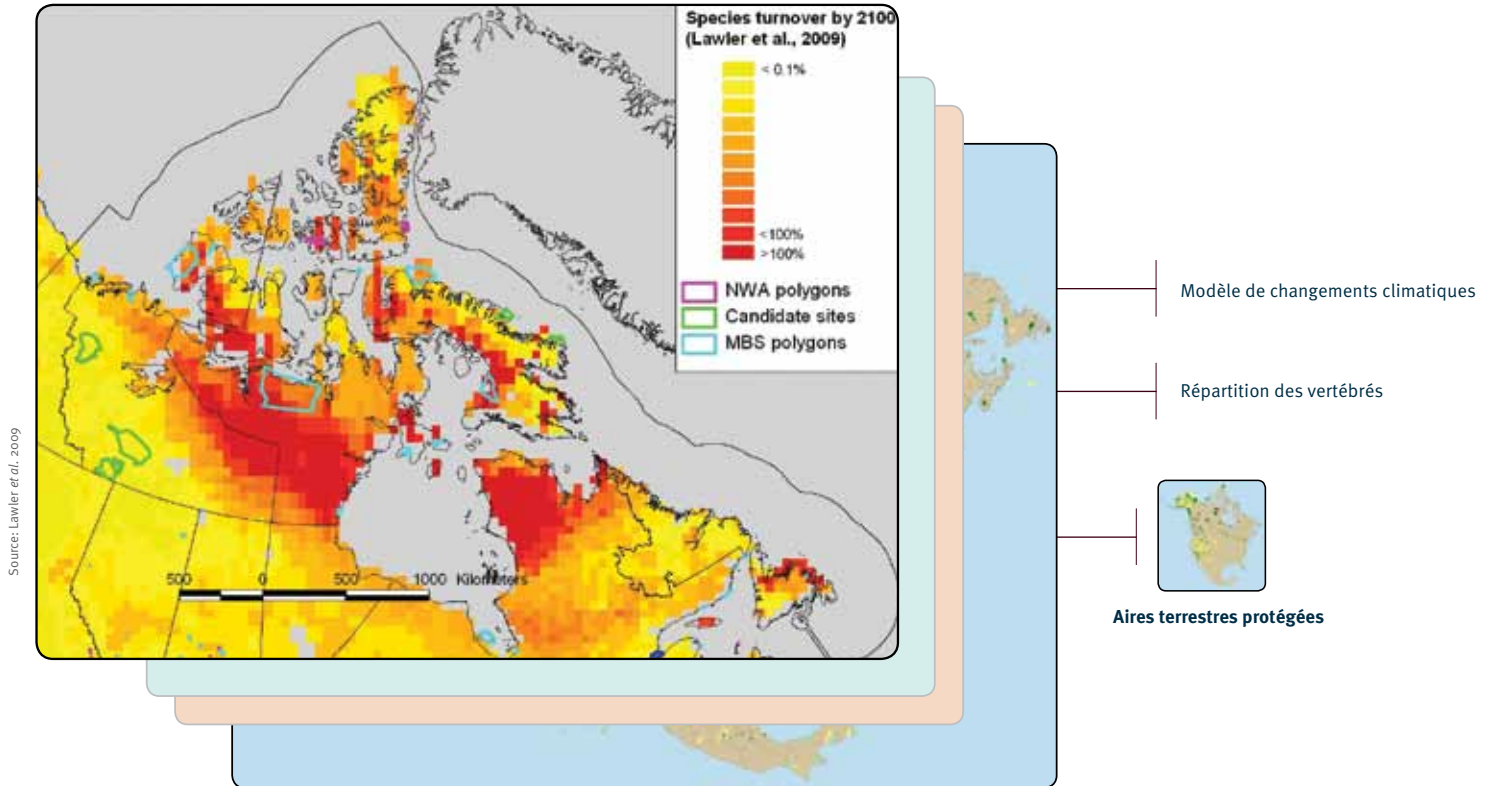 Species turnover by 2100
(Lawler et al., 2009)
< 0.1%
<100%
>100%
NWA polygons
Candidate sites
MBS polygons
500 0 500 1000 Kilometers
Source: Lawler et al. 2009
Modèle de changements climatiques
Répartition des vertébrés
Aires terrestres protégées